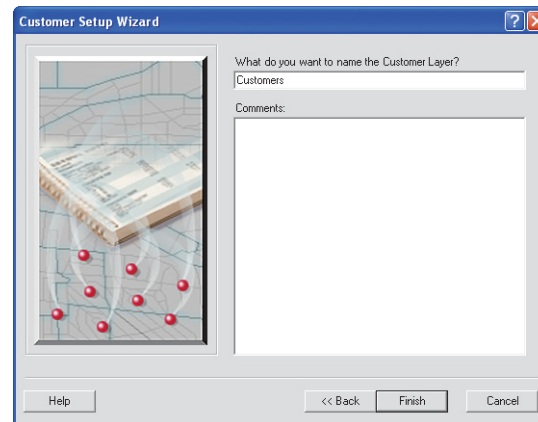 Customer Setup Wizard
What do you want to name the Customer Layer?
Customers
Comments:
Help
<< Back
Finish
Cancel